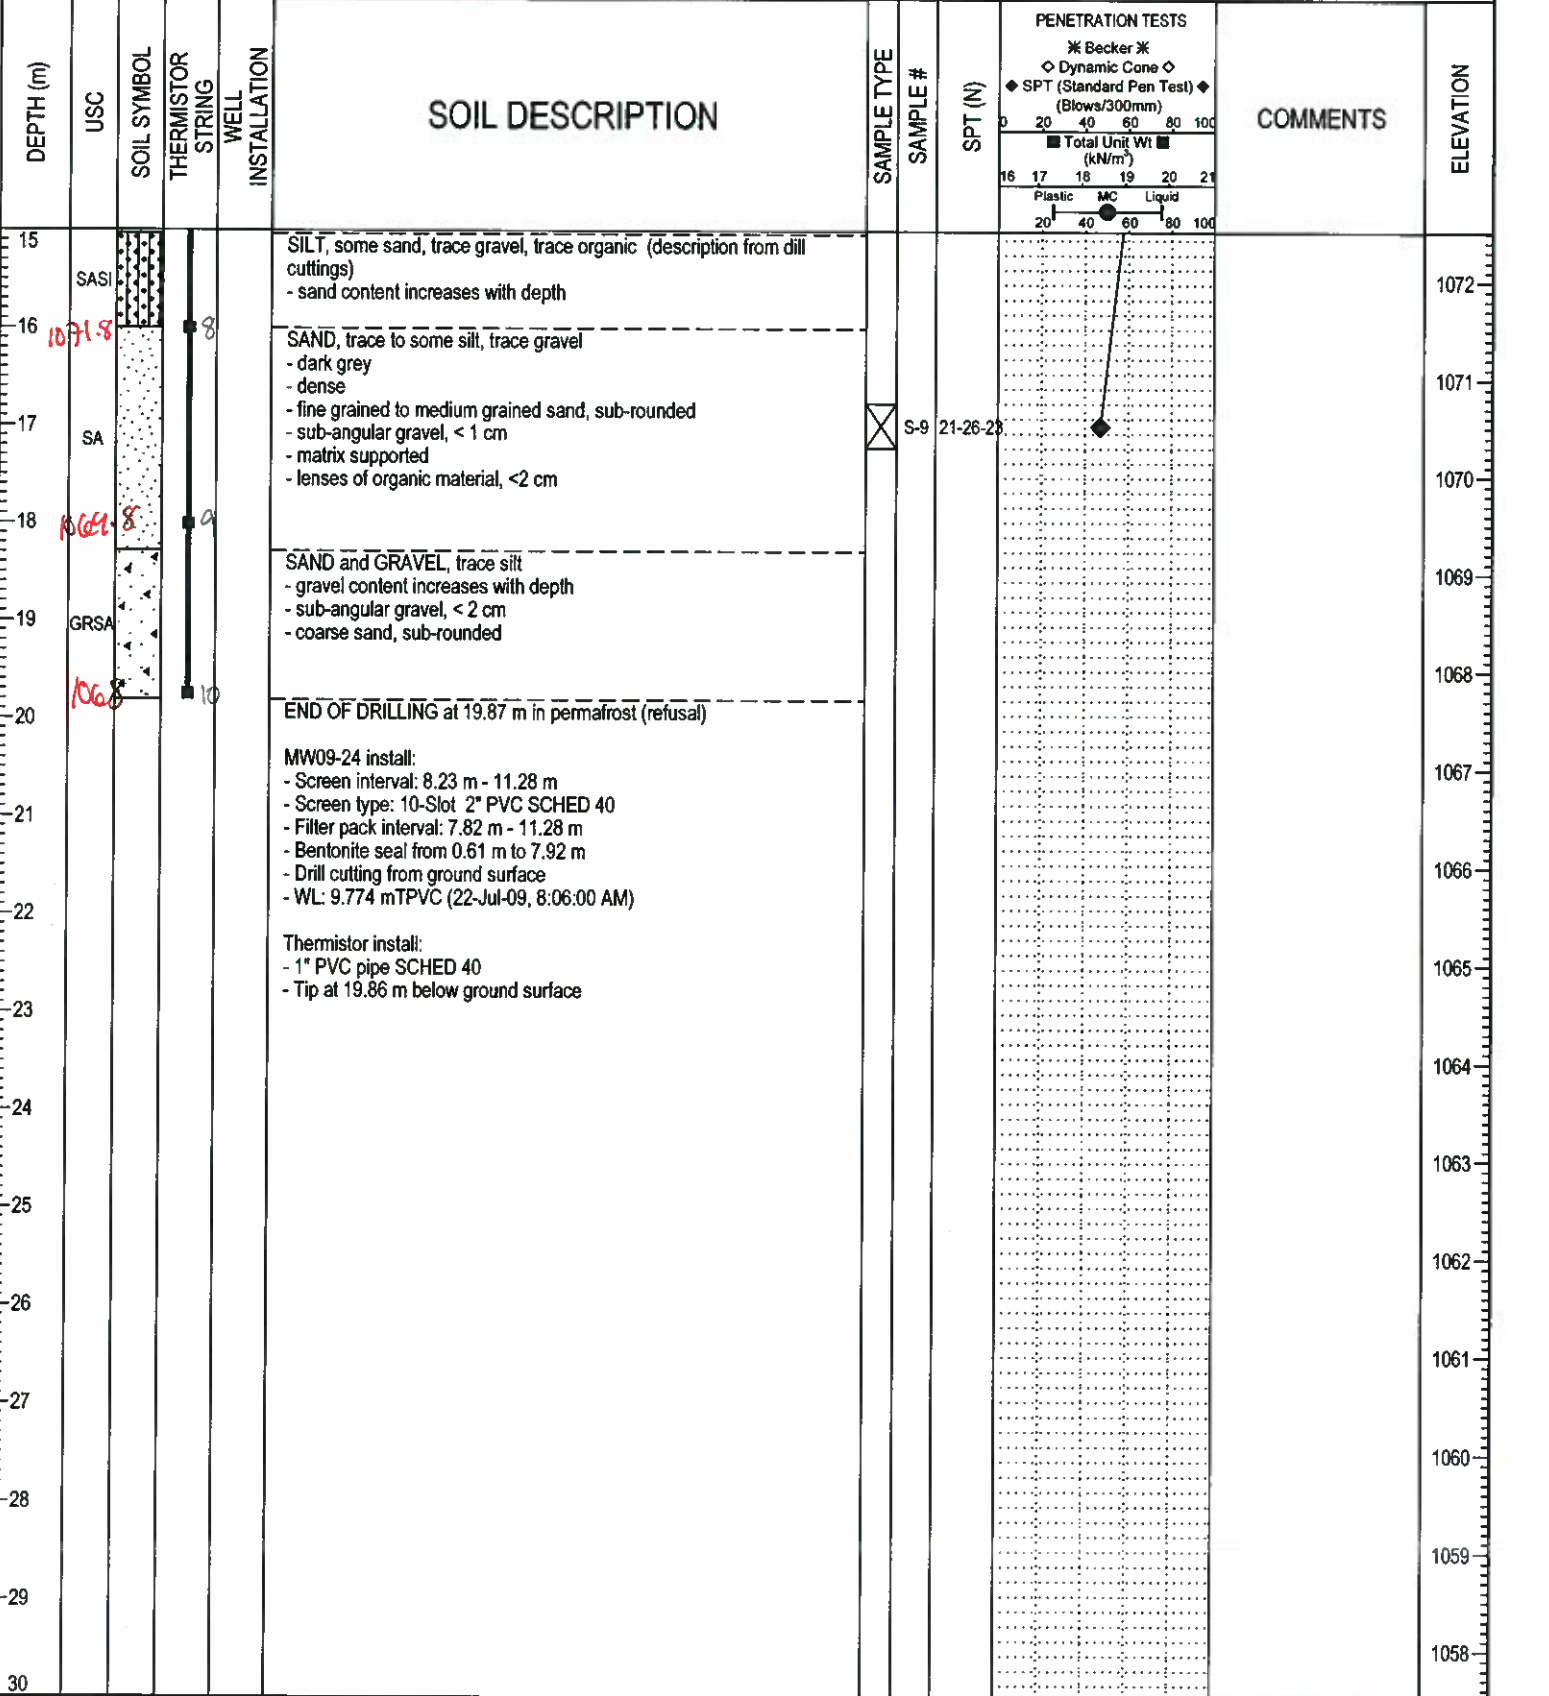 DEPTH (m)
USC
SOIL SYMBOL
THERMISTOR STRING
WELL INSTALLATION
SOIL DESCRIPTION
SAMPLE TYPE
SAMPLE #
SPT (N)
PENETRATION TESTS
✳ Becker ✳
◇ Dynamic Cone ◇
◆ SPT (Standard Pen Test) ◆
(Blows/300mm)
0 20 40 60 80 100
■ Total Unit Wt ■
(kN/m³)
16 17 18 19 20 21
Plastic MC Liquid
20 40 60 80 100
COMMENTS
ELEVATION
15
SILT, some sand, trace gravel, trace organic (description from dill
cuttings)
- sand content increases with depth
SASI
1072
16
1071.8
8
SAND, trace to some silt, trace gravel
- dark grey
- dense
- fine grained to medium grained sand, sub-rounded
- sub-angular gravel, < 1 cm
- matrix supported
- lenses of organic material, <2 cm
1071
17
SA
S-9
21-26-23
1070
18
1069.8
9
SAND and GRAVEL, trace silt
- gravel content increases with depth
- sub-angular gravel, < 2 cm
- coarse sand, sub-rounded
1069
19
GRSA
1068
1068
10
20
END OF DRILLING at 19.87 m in permafrost (refusal)
MW09-24 install:
- Screen interval: 8.23 m - 11.28 m
- Screen type: 10-Slot 2" PVC SCHED 40
- Filter pack interval: 7.82 m - 11.28 m
- Bentonite seal from 0.61 m to 7.92 m
- Drill cutting from ground surface
- WL: 9.774 mTPVC (22-Jul-09, 8:06:00 AM)
1067
21
1066
22
Thermistor install:
- 1" PVC pipe SCHED 40
- Tip at 19.86 m below ground surface
1065
23
1064
24
1063
25
1062
26
1061
27
1060
28
1059
29
1058
30